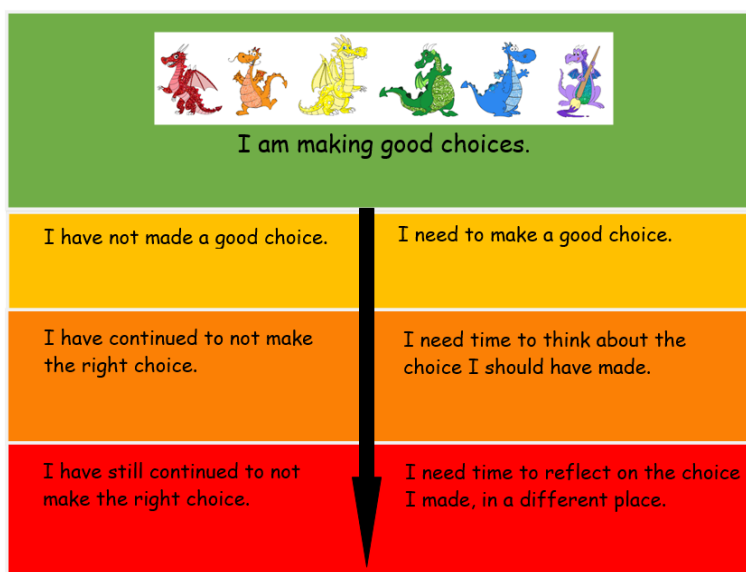 I am making good choices.
I have not made a good choice.
I need to make a good choice.
I have continued to not make
the right choice.
I need time to think about the
choice I should have made.
I have still continued to not
make the right choice.
I need time to reflect on the choice
I made, in a different place.